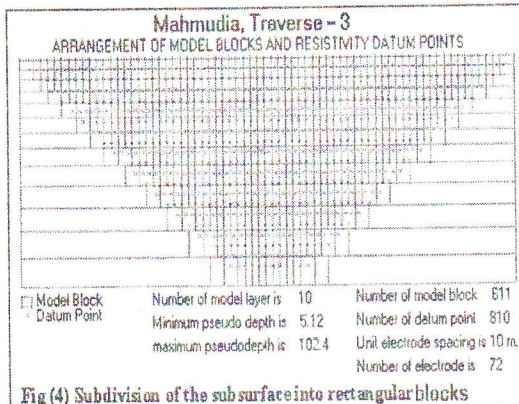 Mahmudia, Traverse - 3
ARRANGEMENT OF MODEL BLOCKS AND RESISTIVITY DATUM POINTS
Model Block
Datum Point
Number of model layer is 10
Minimum pseudo depth is 5.12
maximum pseudodepth is 102.4
Number of model block 611
Number of datum point 810
Unit electrode spacing is 10 m.
Number of electrode is 72
Fig (4) Subdivision of the subsurface into rectangular blocks